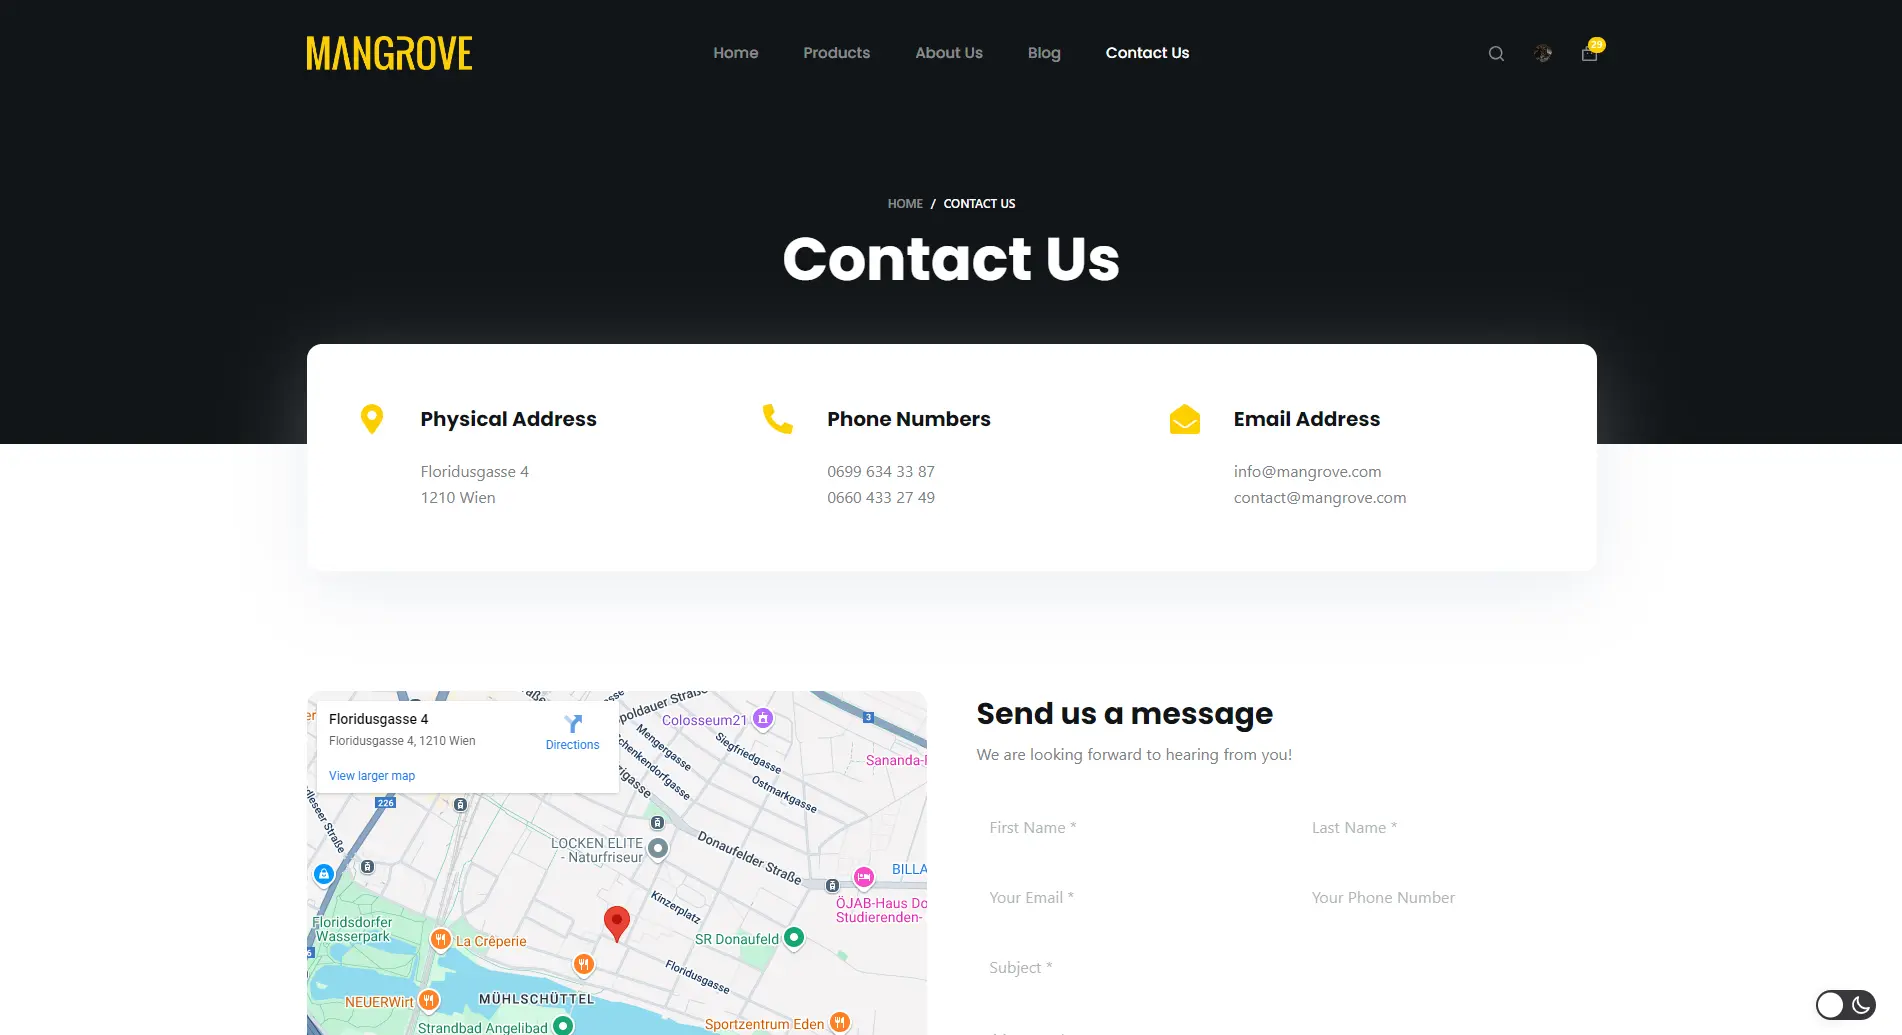 MANGROVE
Home
Products
About Us
Blog
Contact Us
29
HOME / CONTACT US
Contact Us
Physical Address
Floridusgasse 4
1210 Wien
Phone Numbers
0699 634 33 87
0660 433 27 49
Email Address
info@mangrove.com
contact@mangrove.com
Floridusgasse 4
Floridusgasse 4, 1210 Wien
Directions
View larger map
Colosseum21
3
Siegfriedgasse
Mengergasse
Ostmarkgasse
226
LOCKEN ELITE
- Naturfriseur
Donaufelder Straße
BILLA
ÖJAB-Haus Do
Studierenden-
Kinzerplatz
Floridsdorfer
Wasserpark
La Crêperie
SR Donaufeld
Floridusgasse
NEUERWirt
MÜHLSCHÜTTEL
Strandbad Angelibad
Sportzentrum Eden
Send us a message
We are looking forward to hearing from you!
First Name *
Last Name *
Your Email *
Your Phone Number
Subject *